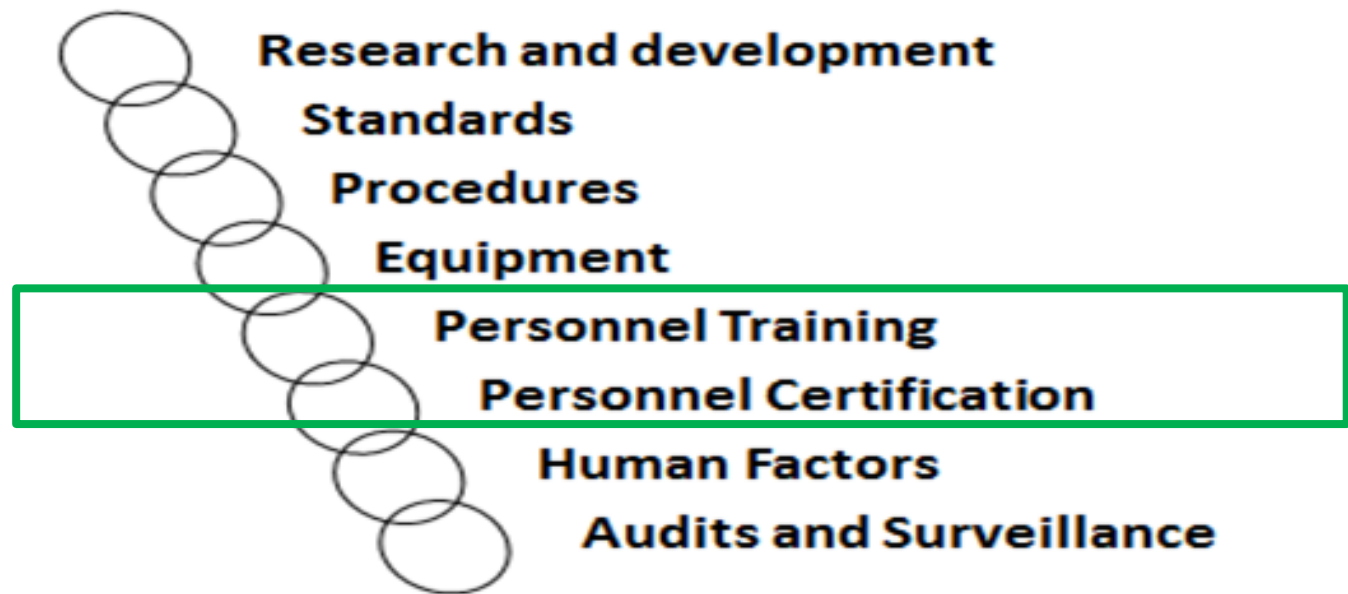 Research and development
Standards
Procedures
Equipment
Personnel Training
Personnel Certification
Human Factors
Audits and Surveillance